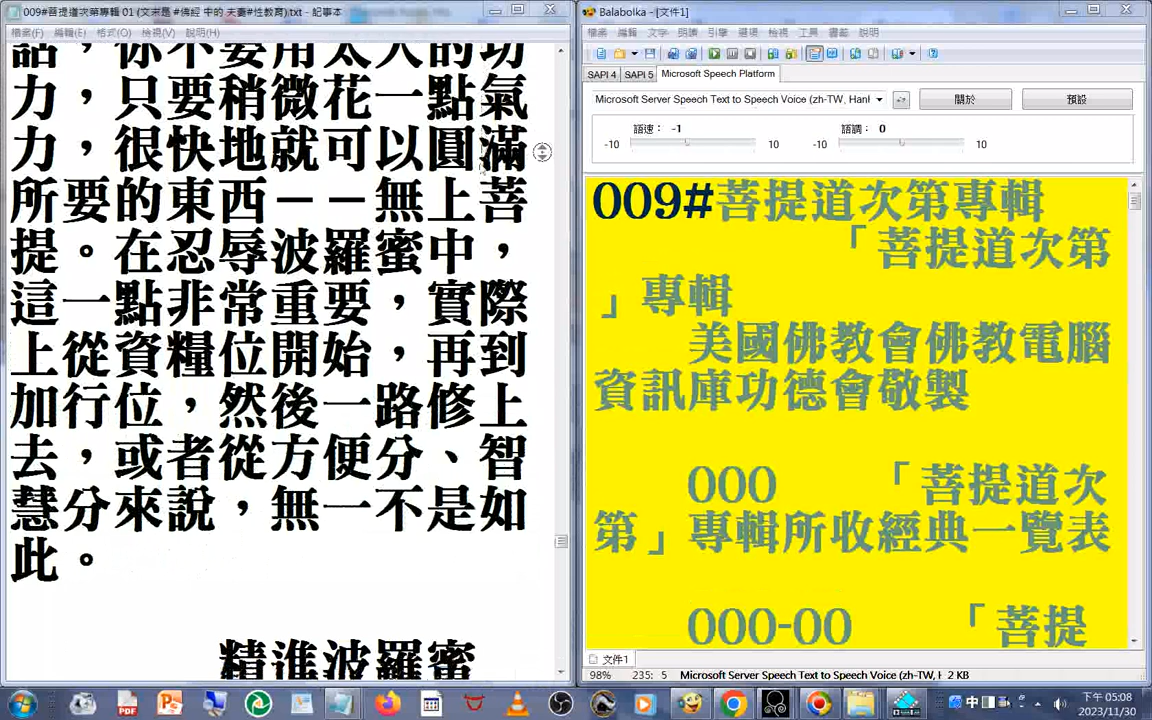 009#菩提道次第專輯 01 (文末是 #佛經 中的 夫妻#性教育).txt - 記事本
檔案(F) 編輯(E) 格式(O) 檢視(V) 說明(H)
話，你不要用太大的功
力，只要稍微花一點氣
力，很快地就可以圓滿
所要的東西－－無上菩
提。在忍辱波羅蜜中，
這一點非常重要，實際
上從資糧位開始，再到
加行位，然後一路修上
去，或者從方便分、智
慧分來說，無一不是如
此。
精進波羅蜜
Balabolka - [文件1]
檔案 編輯 文字 朗讀 引擎 選項 檢視 工具 書籤 說明
SAPI 4 SAPI 5 Microsoft Speech Platform
Microsoft Server Speech Text to Speech Voice (zh-TW, Hanl
關於 預設
語速： -1 語調： 0
-10 10 -10 10
009#菩提道次第專輯
「菩提道次第
」專輯
美國佛教會佛教電腦
資訊庫功德會敬製
000 「菩提道次
第」專輯所收經典一覽表
000-00 「菩提
文件1
98% 235: 5 Microsoft Server Speech Text to Speech Voice (zh-TW, H 2 KB
PDF
中
下午 05:08
2023/11/30